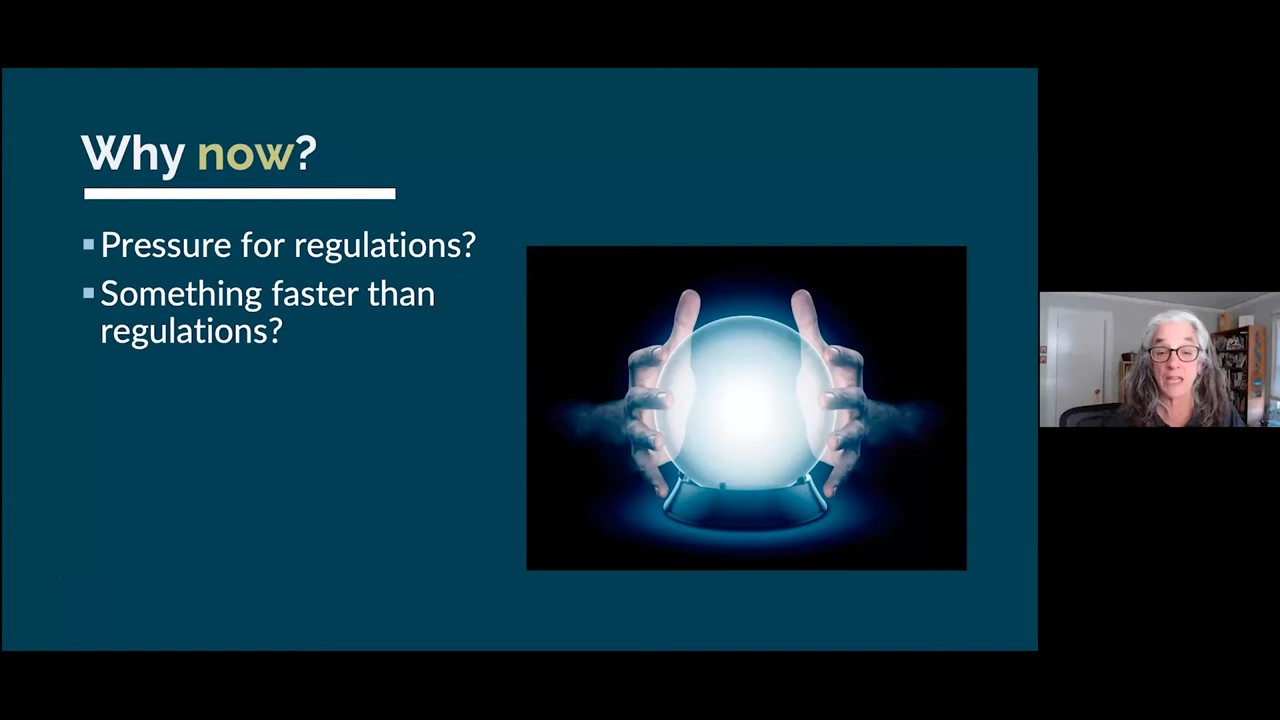 Why now?
Pressure for regulations?
Something faster than
regulations?